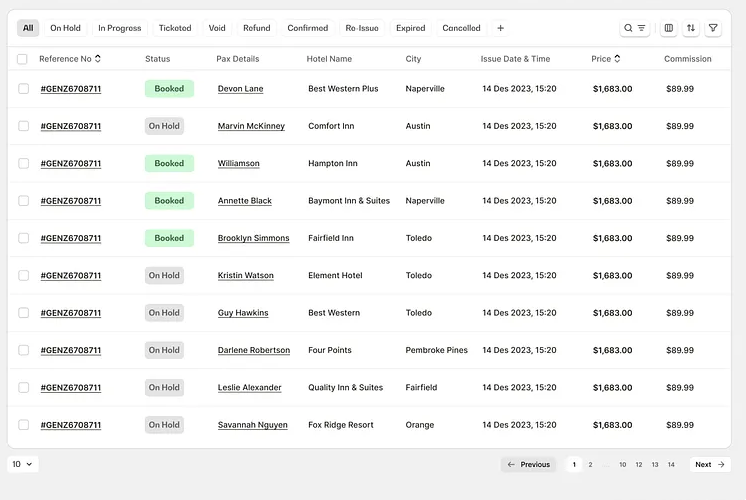 All On Hold In Progress Ticketed Void Refund Confirmed Re-Issue Expired Cancelled +
Reference No Status Pax Details Hotel Name City Issue Date & Time Price Commission
#GENZ6708711 Booked Devon Lane Best Western Plus Naperville 14 Des 2023, 15:20 $1,683.00 $89.99
#GENZ6708711 On Hold Marvin McKinney Comfort Inn Austin 14 Des 2023, 15:20 $1,683.00 $89.99
#GENZ6708711 Booked Williamson Hampton Inn Austin 14 Des 2023, 15:20 $1,683.00 $89.99
#GENZ6708711 Booked Annette Black Baymont Inn & Suites Naperville 14 Des 2023, 15:20 $1,683.00 $89.99
#GENZ6708711 Booked Brooklyn Simmons Fairfield Inn Toledo 14 Des 2023, 15:20 $1,683.00 $89.99
#GENZ6708711 On Hold Kristin Watson Element Hotel Toledo 14 Des 2023, 15:20 $1,683.00 $89.99
#GENZ6708711 On Hold Guy Hawkins Best Western Toledo 14 Des 2023, 15:20 $1,683.00 $89.99
#GENZ6708711 On Hold Darlene Robertson Four Points Pembroke Pines 14 Des 2023, 15:20 $1,683.00 $89.99
#GENZ6708711 On Hold Leslie Alexander Quality Inn & Suites Fairfield 14 Des 2023, 15:20 $1,683.00 $89.99
#GENZ6708711 On Hold Savannah Nguyen Fox Ridge Resort Orange 14 Des 2023, 15:20 $1,683.00 $89.99
10 Previous 1 2 ... 10 12 13 14 Next